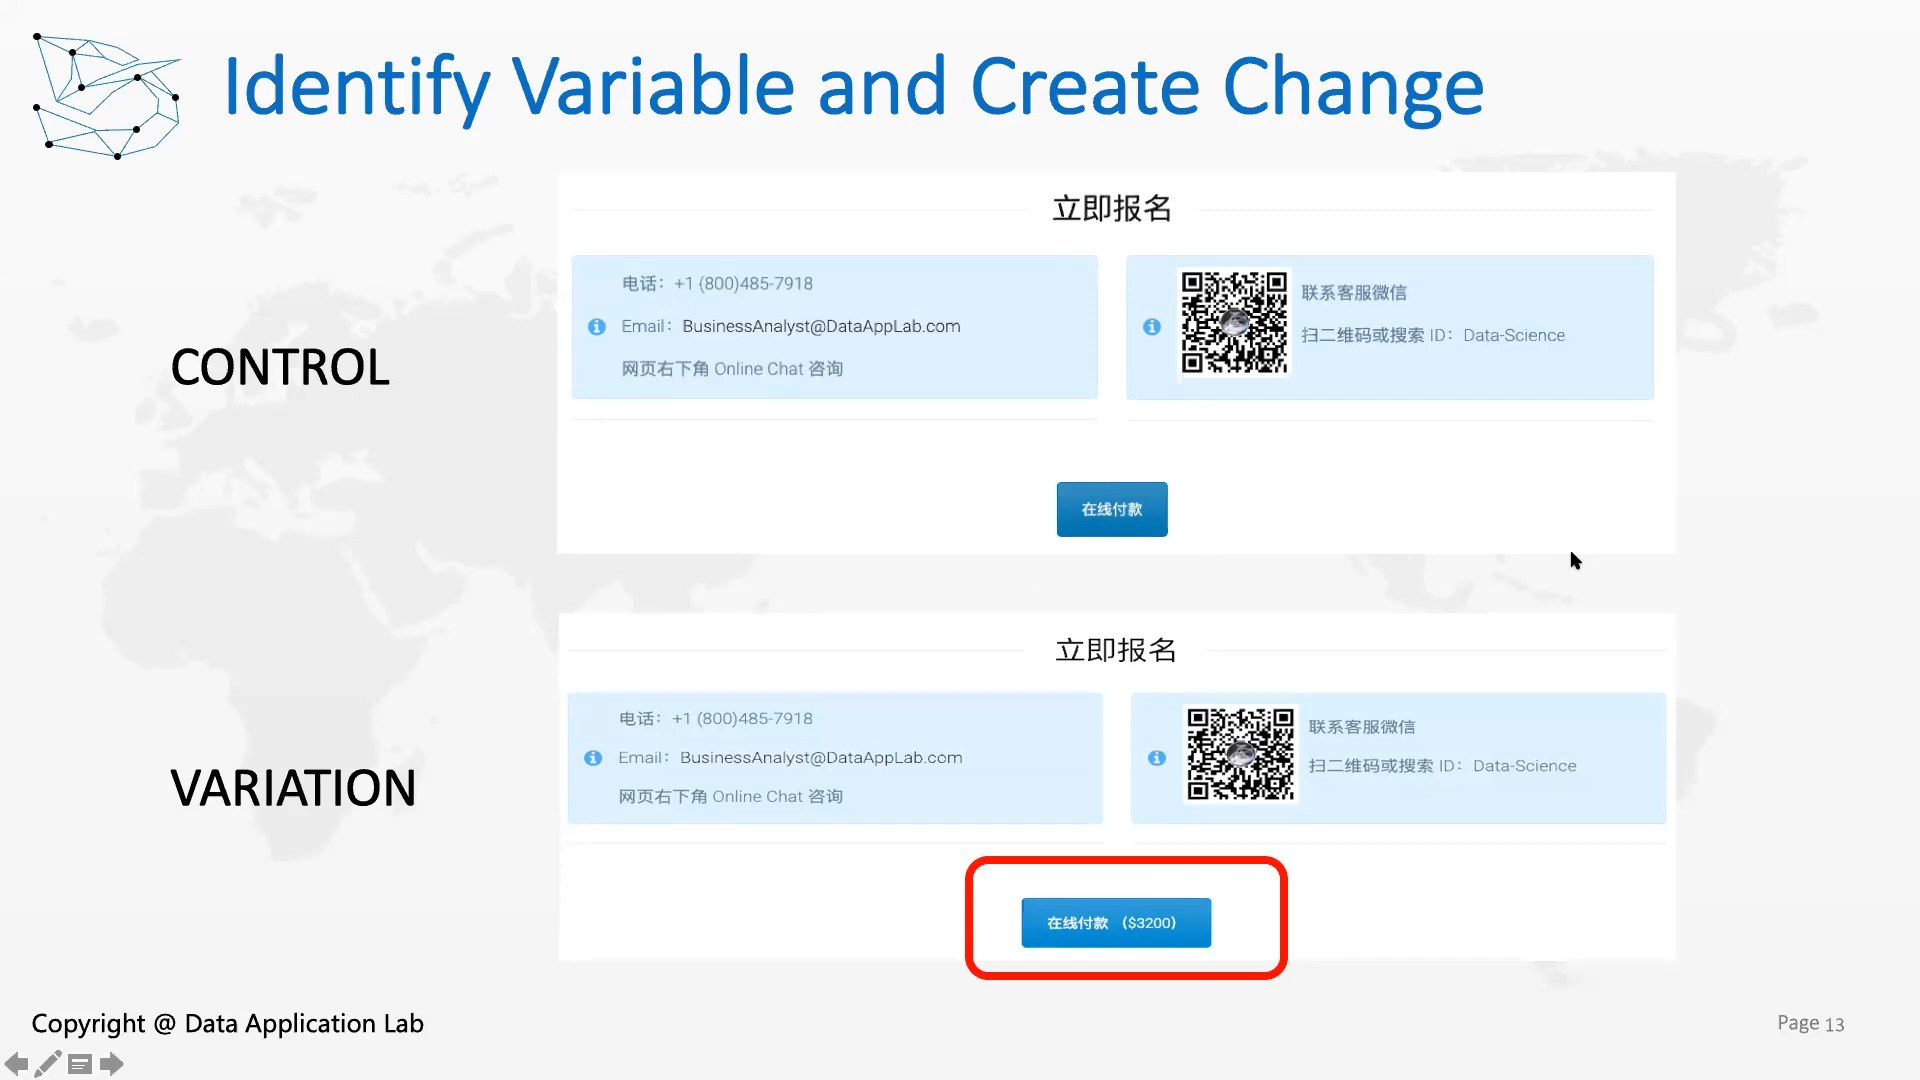 Identify Variable and Create Change
立即报名
电话：+1 (800)485-7918
Email：BusinessAnalyst@DataAppLab.com
网页右下角 Online Chat 咨询
联系客服微信
扫二维码或搜索 ID：Data-Science
CONTROL
在线付款
立即报名
电话：+1 (800)485-7918
Email：BusinessAnalyst@DataAppLab.com
网页右下角 Online Chat 咨询
联系客服微信
扫二维码或搜索 ID：Data-Science
VARIATION
在线付款 （$3200）
Copyright @ Data Application Lab
Page 13